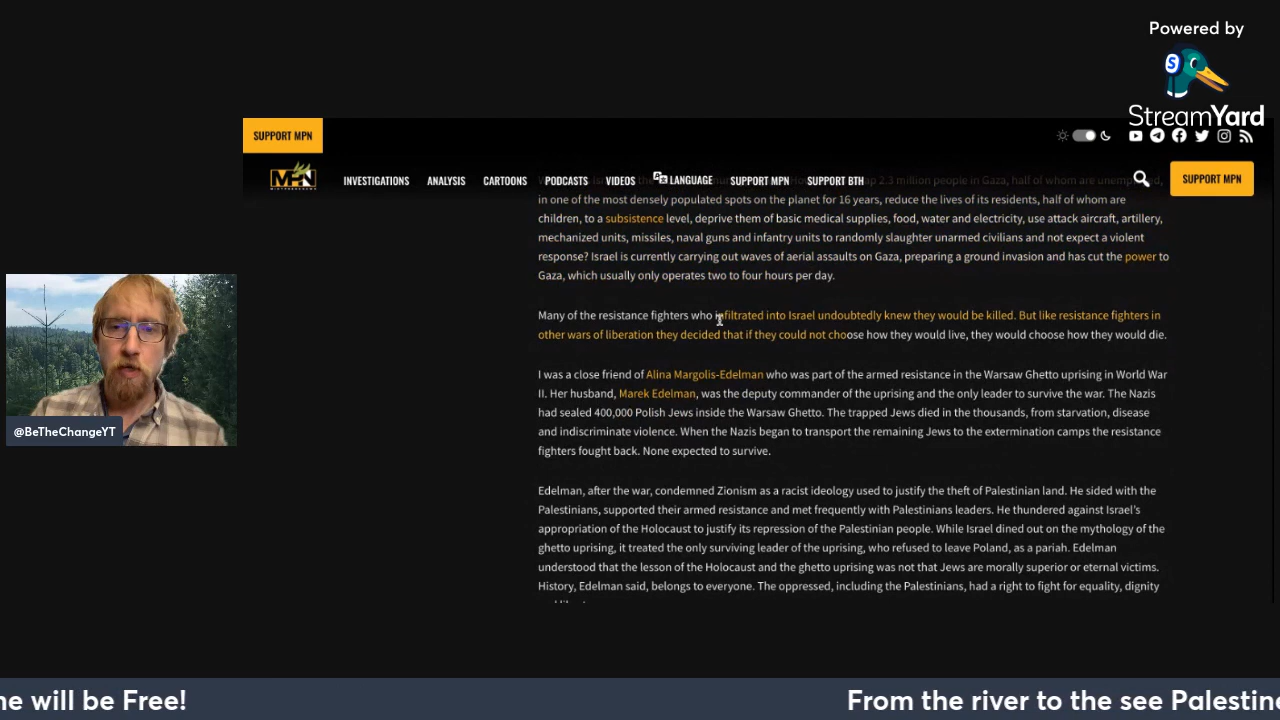 Powered by
StreamYard
SUPPORT MPN
MPN
INVESTIGATIONS ANALYSIS CARTOONS PODCASTS VIDEOS LANGUAGE SUPPORT MPN SUPPORT BTH
SUPPORT MPN
2.3 million people in Gaza, half of whom are unemployed,
in one of the most densely populated spots on the planet for 16 years, reduce the lives of its residents, half of whom are
children, to a subsistence level, deprive them of basic medical supplies, food, water and electricity, use attack aircraft, artillery,
mechanized units, missiles, naval guns and infantry units to randomly slaughter unarmed civilians and not expect a violent
response? Israel is currently carrying out waves of aerial assaults on Gaza, preparing a ground invasion and has cut the power to
Gaza, which usually only operates two to four hours per day.
Many of the resistance fighters who infiltrated into Israel undoubtedly knew they would be killed. But like resistance fighters in
other wars of liberation they decided that if they could not choose how they would live, they would choose how they would die.
I was a close friend of Alina Margolis-Edelman who was part of the armed resistance in the Warsaw Ghetto uprising in World War
II. Her husband, Marek Edelman, was the deputy commander of the uprising and the only leader to survive the war. The Nazis
had sealed 400,000 Polish Jews inside the Warsaw Ghetto. The trapped Jews died in the thousands, from starvation, disease
and indiscriminate violence. When the Nazis began to transport the remaining Jews to the extermination camps the resistance
fighters fought back. None expected to survive.
Edelman, after the war, condemned Zionism as a racist ideology used to justify the theft of Palestinian land. He sided with the
Palestinians, supported their armed resistance and met frequently with Palestinians leaders. He thundered against Israel's
appropriation of the Holocaust to justify its repression of the Palestinian people. While Israel dined out on the mythology of the
ghetto uprising, it treated the only surviving leader of the uprising, who refused to leave Poland, as a pariah. Edelman
understood that the lesson of the Holocaust and the ghetto uprising was not that Jews are morally superior or eternal victims.
History, Edelman said, belongs to everyone. The oppressed, including the Palestinians, had a right to fight for equality, dignity
@BeTheChangeYT
ne will be Free! From the river to the see Palestine